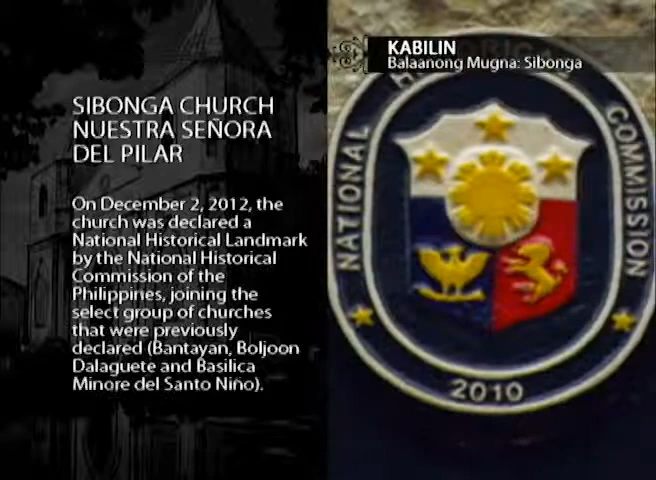 KABILIN
Balaanong Mugna: Sibonga
SIBONGA CHURCH
NUESTRA SEÑORA
DEL PILAR
On December 2, 2012, the
church was declared a
National Historical Landmark
by the National Historical
Commission of the
Philippines, joining the
select group of churches
that were previously
declared (Bantayan, Boljoon
Dalaguete and Basilica
Minore del Santo Niño).
NATIONAL
COMMISSION
2010